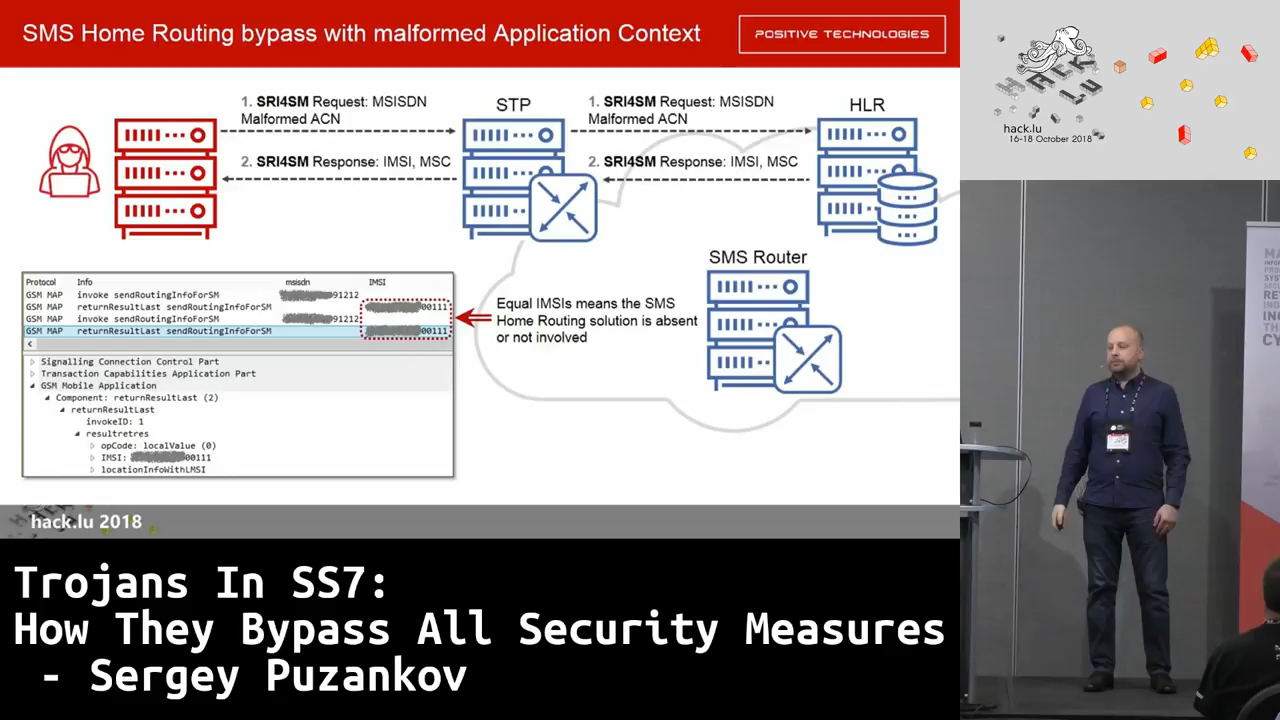 SMS Home Routing bypass with malformed Application Context
POSITIVE TECHNOLOGIES
1. SRI4SM Request: MSISDN
Malformed ACN
STP
1. SRI4SM Request: MSISDN
Malformed ACN
HLR
2. SRI4SM Response: IMSI, MSC
2. SRI4SM Response: IMSI, MSC
SMS Router
Protocol Info msisdn IMSI
GSM MAP invoke sendRoutingInfoForSM 91212
GSM MAP returnResultLast sendRoutingInfoForSM 00111
GSM MAP invoke sendRoutingInfoForSM 91212
GSM MAP returnResultLast sendRoutingInfoForSM 00111
Signalling Connection Control Part
Transaction Capabilities Application Part
GSM Mobile Application
Component: returnResultLast (2)
returnResultLast
invokeID: 1
resultretres
opCode: localValue (0)
IMSI: 00111
locationInfoWithLMSI
Equal IMSIs means the SMS
Home Routing solution is absent
or not involved
hack.lu 2018
HACK
LU
hack.lu
16-18 October 2018
Trojans In SS7:
How They Bypass All Security Measures
- Sergey Puzankov